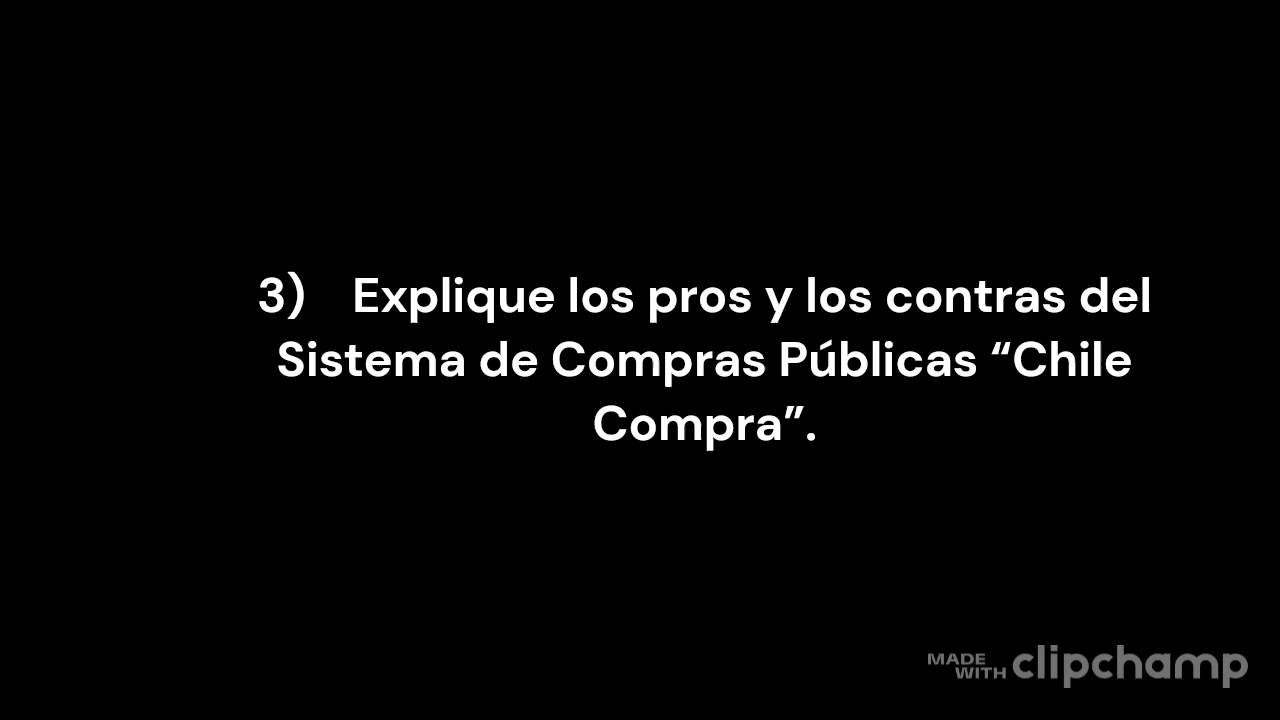 3) Explique los pros y los contras del
Sistema de Compras Públicas “Chile
Compra”.
MADE
WITH clipchamp